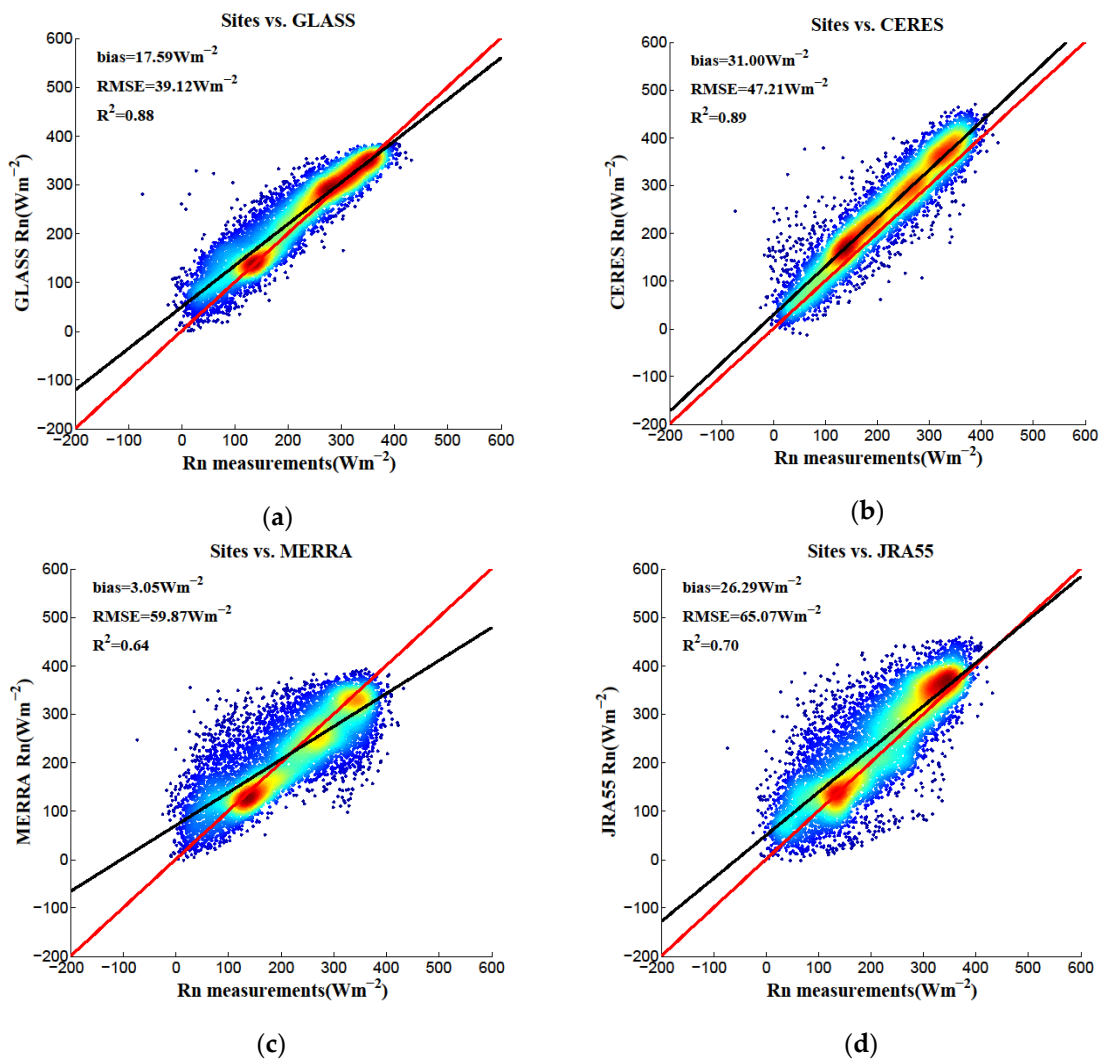 Sites vs. GLASS
bias=17.59Wm−2
RMSE=39.12Wm−2
R2=0.88
600
500
400
300
200
100
0
−100
−200
GLASS Rn(Wm−2)
−200 −100 0 100 200 300 400 500 600
Rn measurements(Wm−2)
(a)
Sites vs. CERES
bias=31.00Wm−2
RMSE=47.21Wm−2
R2=0.89
600
500
400
300
200
100
0
−100
−200
CERES Rn(Wm−2)
−200 −100 0 100 200 300 400 500 600
Rn measurements(Wm−2)
(b)
Sites vs. MERRA
bias=3.05Wm−2
RMSE=59.87Wm−2
R2=0.64
600
500
400
300
200
100
0
−100
−200
MERRA Rn(Wm−2)
−200 −100 0 100 200 300 400 500 600
Rn measurements(Wm−2)
(c)
Sites vs. JRA55
bias=26.29Wm−2
RMSE=65.07Wm−2
R2=0.70
600
500
400
300
200
100
0
−100
−200
JRA55 Rn(Wm−2)
−200 −100 0 100 200 300 400 500 600
Rn measurements(Wm−2)
(d)